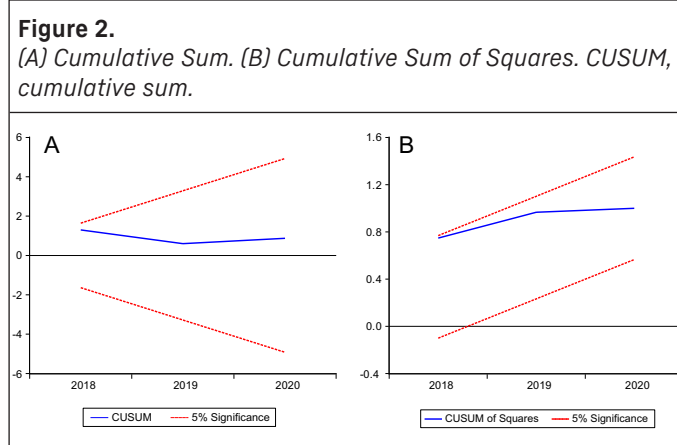 Figure 2.
(A) Cumulative Sum. (B) Cumulative Sum of Squares. CUSUM,
cumulative sum.
A
6
4
2
0
-2
-4
-6
2018 2019 2020
CUSUM 5% Significance
B
1.6
1.2
0.8
0.4
0.0
-0.4
2018 2019 2020
CUSUM of Squares 5% Significance